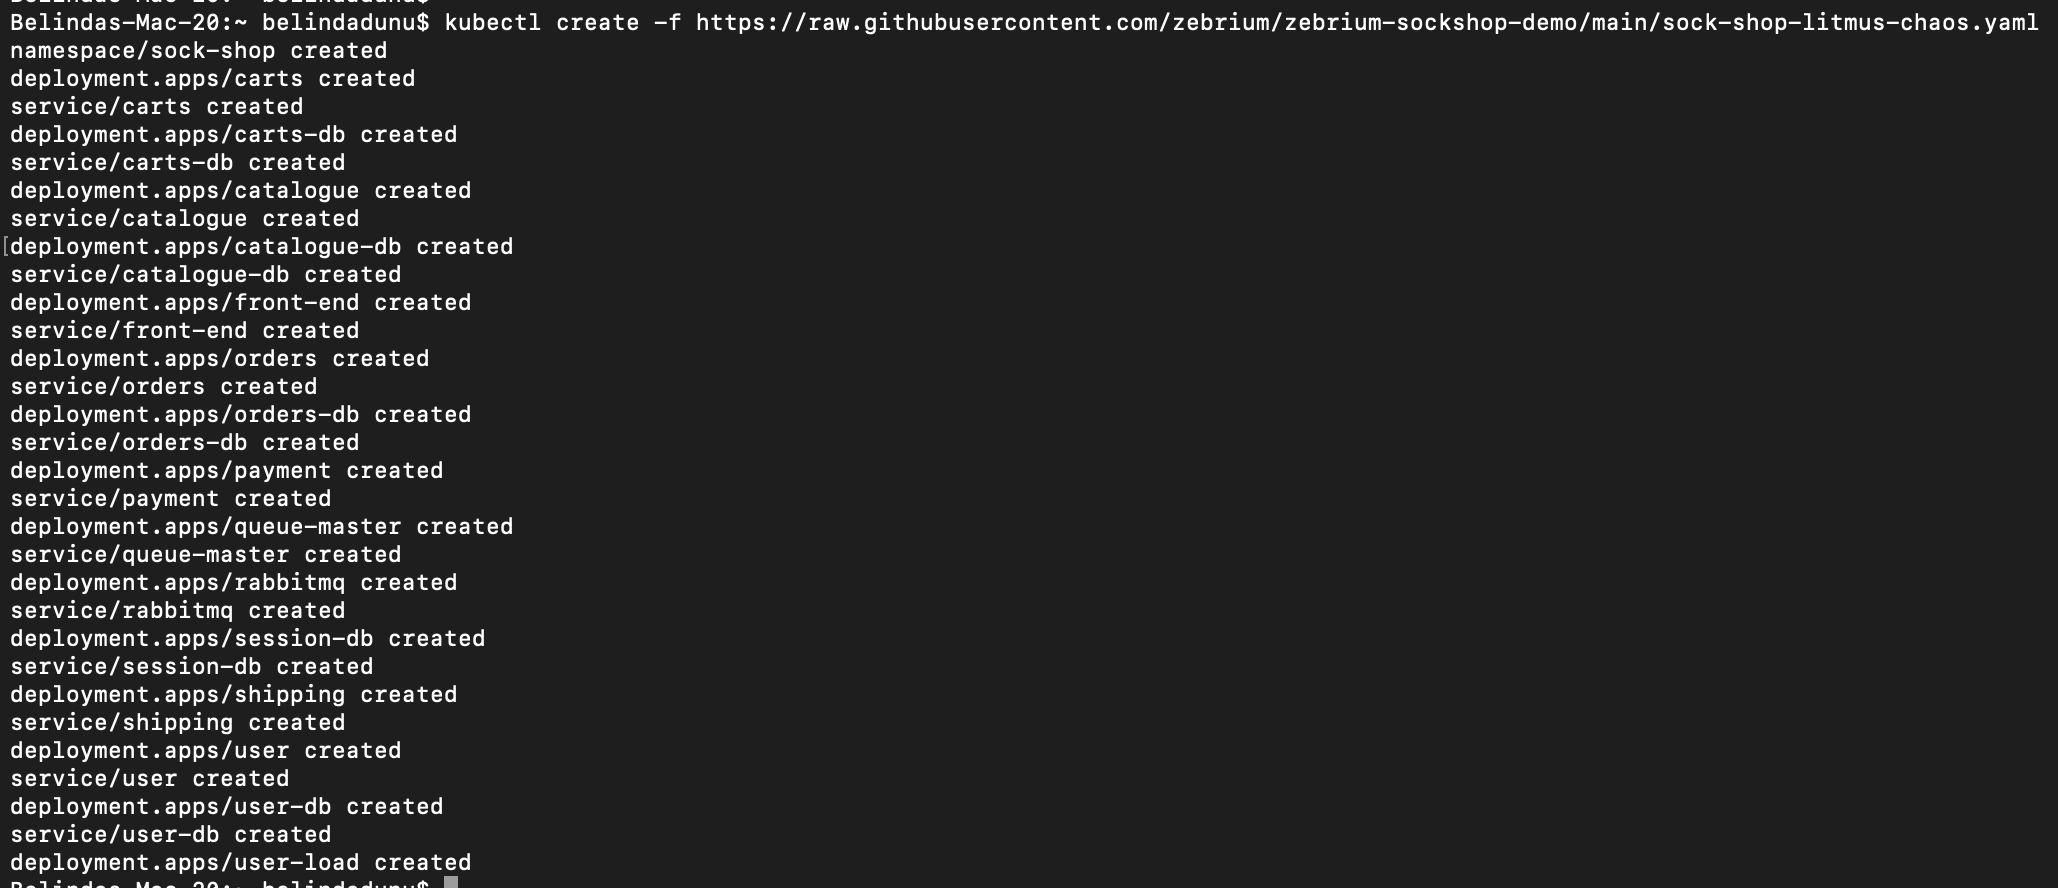 Belindas-Mac-20:~ belindadunu$
Belindas-Mac-20:~ belindadunu$ kubectl create -f https://raw.githubusercontent.com/zebrium/zebrium-sockshop-demo/main/sock-shop-litmus-chaos.yaml
namespace/sock-shop created
deployment.apps/carts created
service/carts created
deployment.apps/carts-db created
service/carts-db created
deployment.apps/catalogue created
service/catalogue created
[deployment.apps/catalogue-db created
service/catalogue-db created
deployment.apps/front-end created
service/front-end created
deployment.apps/orders created
service/orders created
deployment.apps/orders-db created
service/orders-db created
deployment.apps/payment created
service/payment created
deployment.apps/queue-master created
service/queue-master created
deployment.apps/rabbitmq created
service/rabbitmq created
deployment.apps/session-db created
service/session-db created
deployment.apps/shipping created
service/shipping created
deployment.apps/user created
service/user created
deployment.apps/user-db created
service/user-db created
deployment.apps/user-load created
Belindas-Mac-20:~ belindadunu$